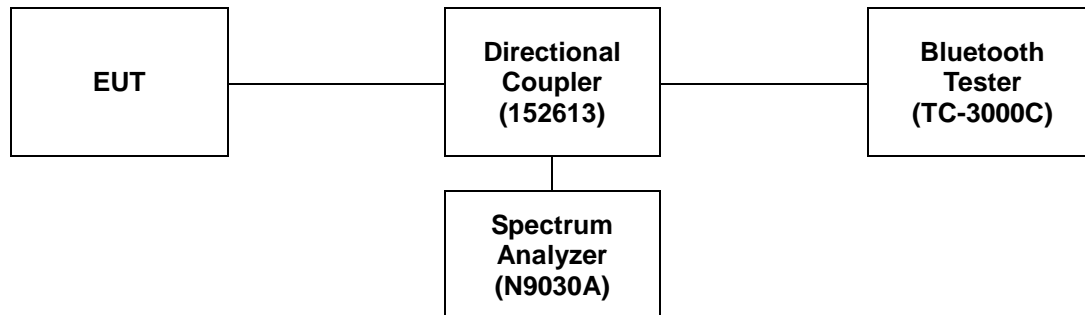 EUT
Directional
Coupler
(152613)
Bluetooth
Tester
(TC-3000C)
Spectrum
Analyzer
(N9030A)